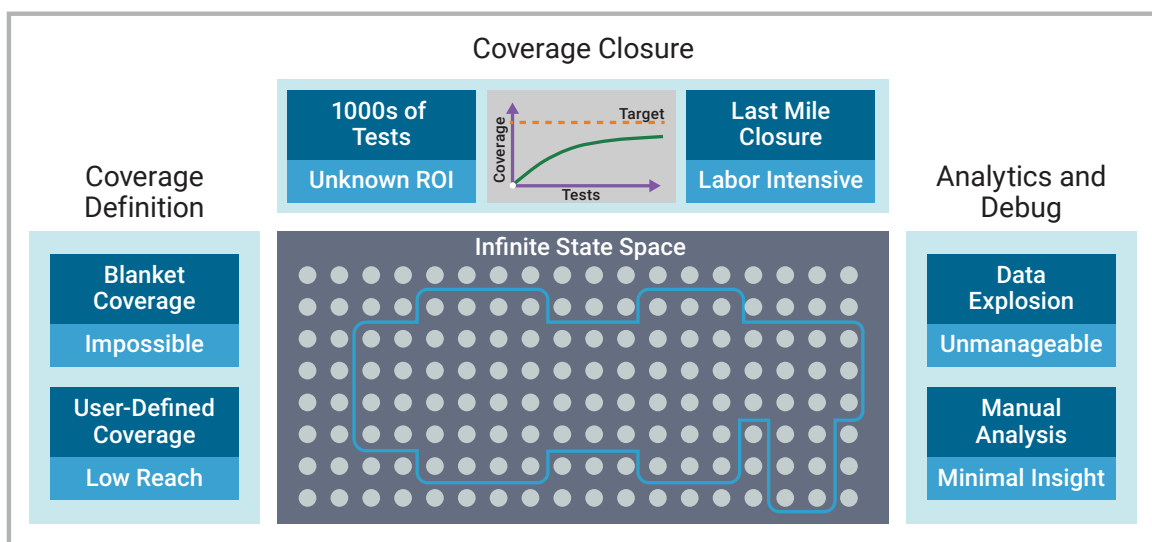 Coverage Closure
1000s of
Tests
Unknown ROI
Coverage
Target
Tests
Last Mile
Closure
Labor Intensive
Coverage
Definition
Blanket
Coverage
Impossible
User-Defined
Coverage
Low Reach
Infinite State Space
Analytics and
Debug
Data
Explosion
Unmanageable
Manual
Analysis
Minimal Insight